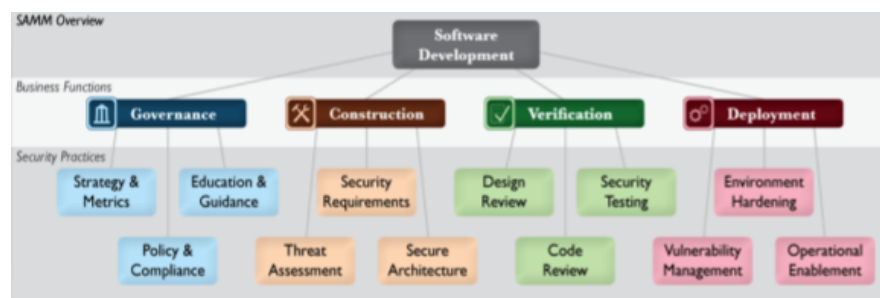 SAMM Overview
Software
Development
Business Functions
Governance
Construction
Verification
Deployment
Security Practices
Strategy &
Metrics
Education &
Guidance
Security
Requirements
Design
Review
Security
Testing
Environment
Hardening
Policy &
Compliance
Threat
Assessment
Secure
Architecture
Code
Review
Vulnerability
Management
Operational
Enablement